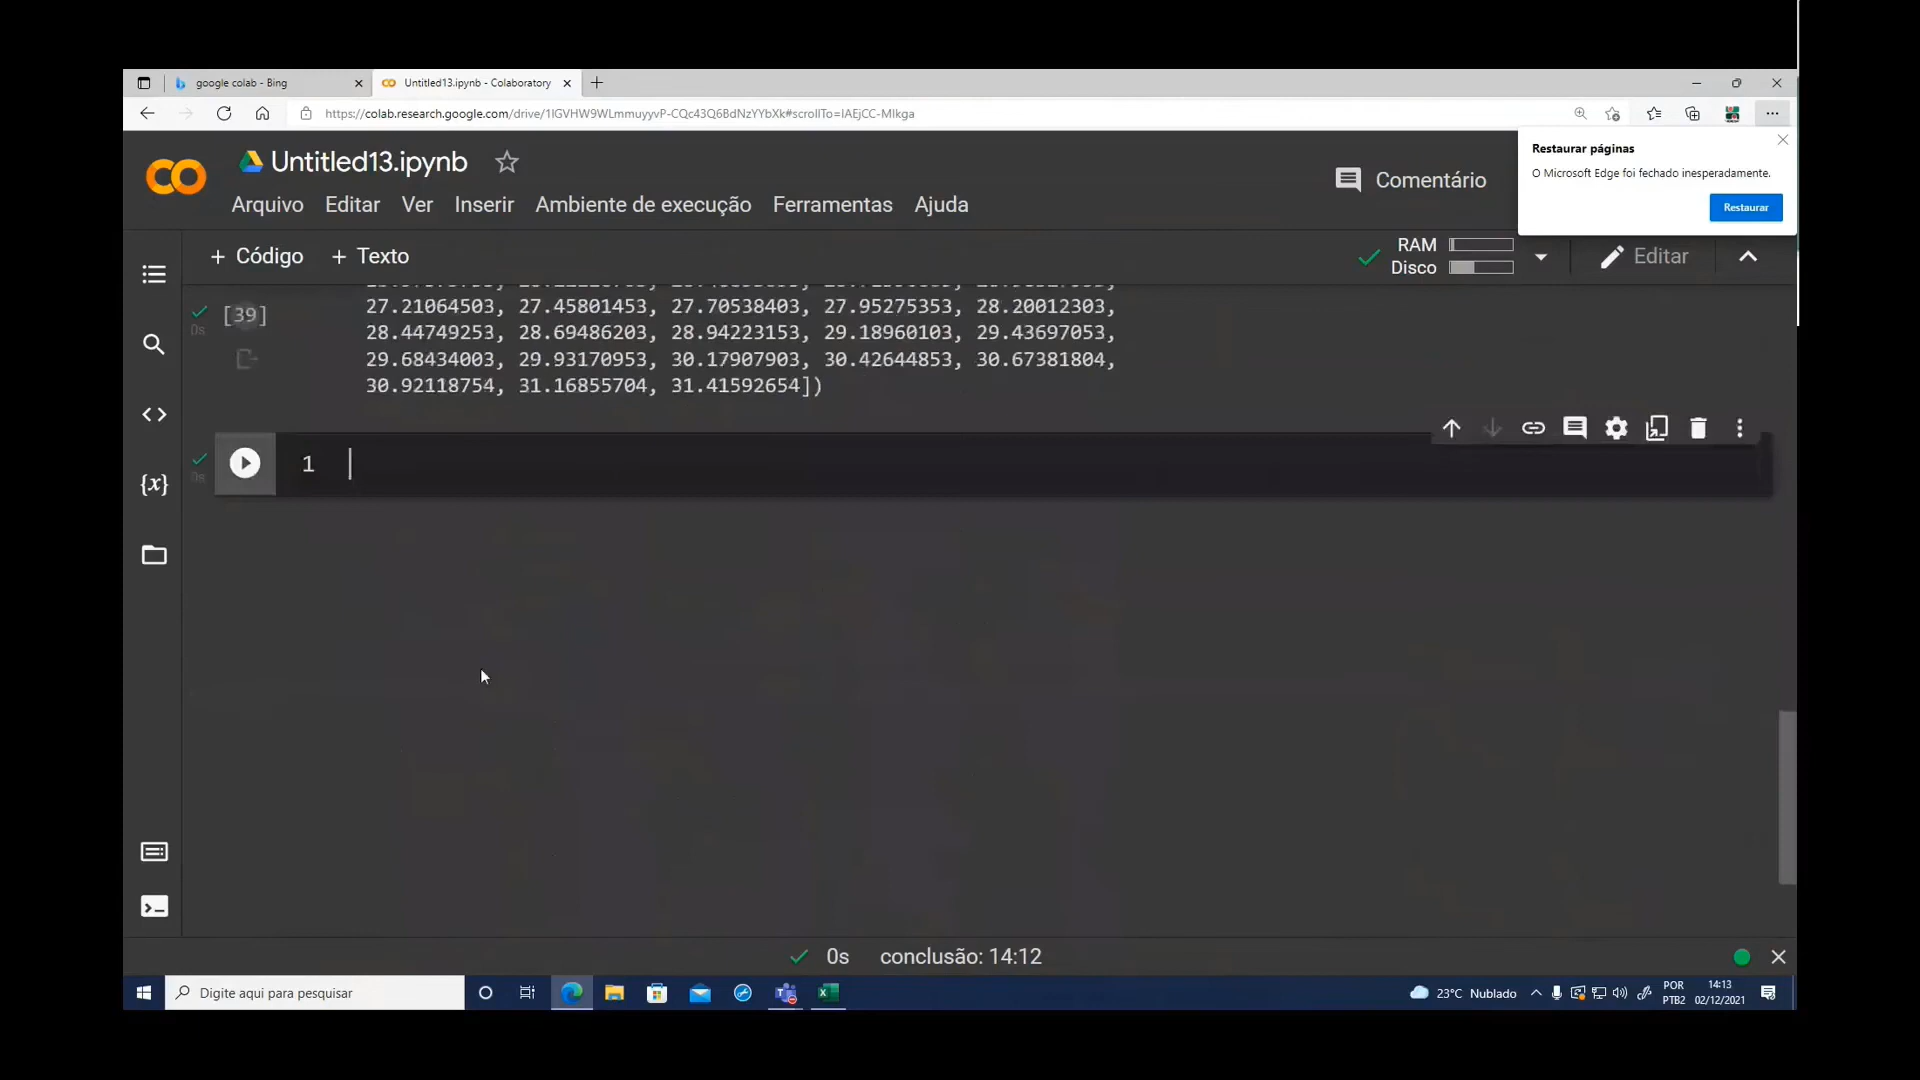 google colab - Bing
Untitled13.ipynb - Colaboratory
https://colab.research.google.com/drive/1IGVHW9WLmmuyyvP-CQc43Q6BdNzYYbXk#scrollTo=IAEjCC-MIkga
Untitled13.ipynb
Comentário
Restaurar páginas
O Microsoft Edge foi fechado inesperadamente.
Restaurar
Arquivo Editar Ver Inserir Ambiente de execução Ferramentas Ajuda
+ Código + Texto
RAM
Disco
Editar
[39]
0s
27.21064503, 27.45801453, 27.70538403, 27.95275353, 28.20012303,
28.44749253, 28.69486203, 28.94223153, 29.18960103, 29.43697053,
29.68434003, 29.93170953, 30.17907903, 30.42644853, 30.67381804,
30.92118754, 31.16855704, 31.41592654])
0s
1
{x}
0s conclusão: 14:12
Digite aqui para pesquisar
23°C Nublado
POR
PTB2
14:13
02/12/2021